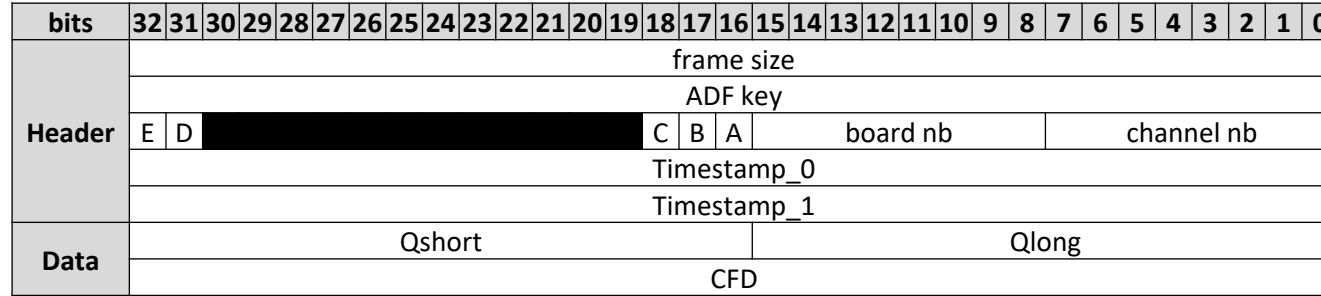 bits 32 31 30 29 28 27 26 25 24 23 22 21 20 19 18 17 16 15 14 13 12 11 10 9 8 7 6 5 4 3 2 1 0
frame size
ADF key
Header E D C B A board nb channel nb
Timestamp_0
Timestamp_1
Data Qshort Qlong
CFD